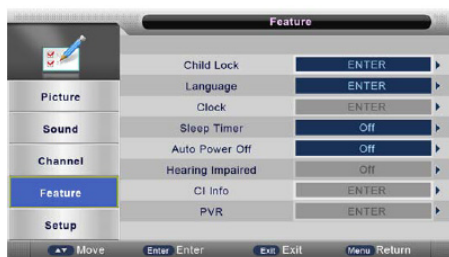 Feature
Child Lock ENTER
Language ENTER
Clock ENTER
Sleep Timer Off
Auto Power Off Off
Hearing Impaired Off
CI Info ENTER
PVR ENTER
Picture
Sound
Channel
Feature
Setup
Move Enter Enter Exit Exit Menu Return